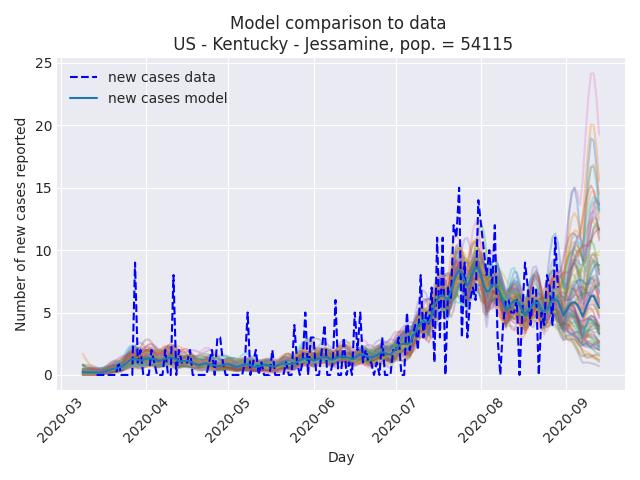 Model comparison to data
US - Kentucky - Jessamine, pop. = 54115
new cases data
new cases model
Number of new cases reported
25
20
15
10
5
0
2020-03
2020-04
2020-05
2020-06
2020-07
2020-08
2020-09
Day